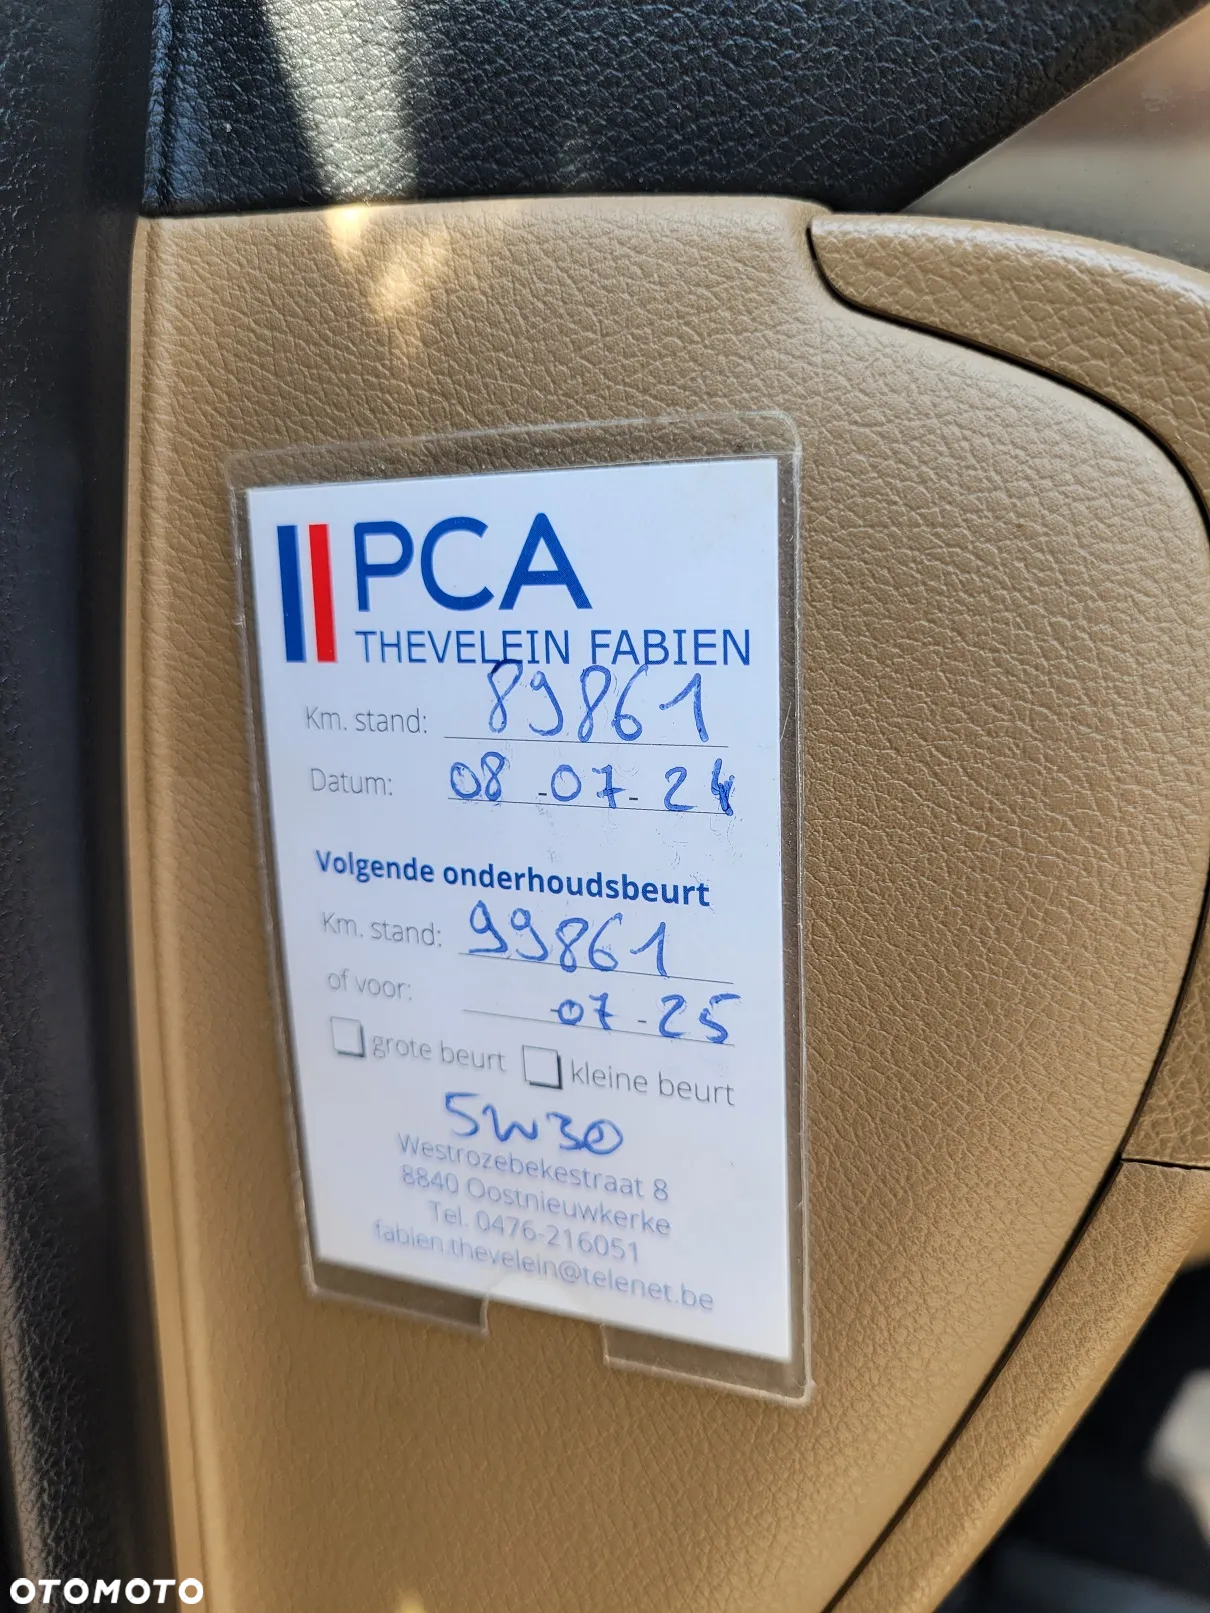 PCA
THEVELEIN FABIEN
Km. stand: 89861
Datum: 08-07-24
Volgende onderhoudsbeurt
Km. stand: 99861
of voor: 07-25
grote beurt kleine beurt
5W30
Westrozebekestraat 8
8840 Oostnieuwkerke
Tel. 0476-216051
fabien.thevelein@telenet.be
OTOMOTO